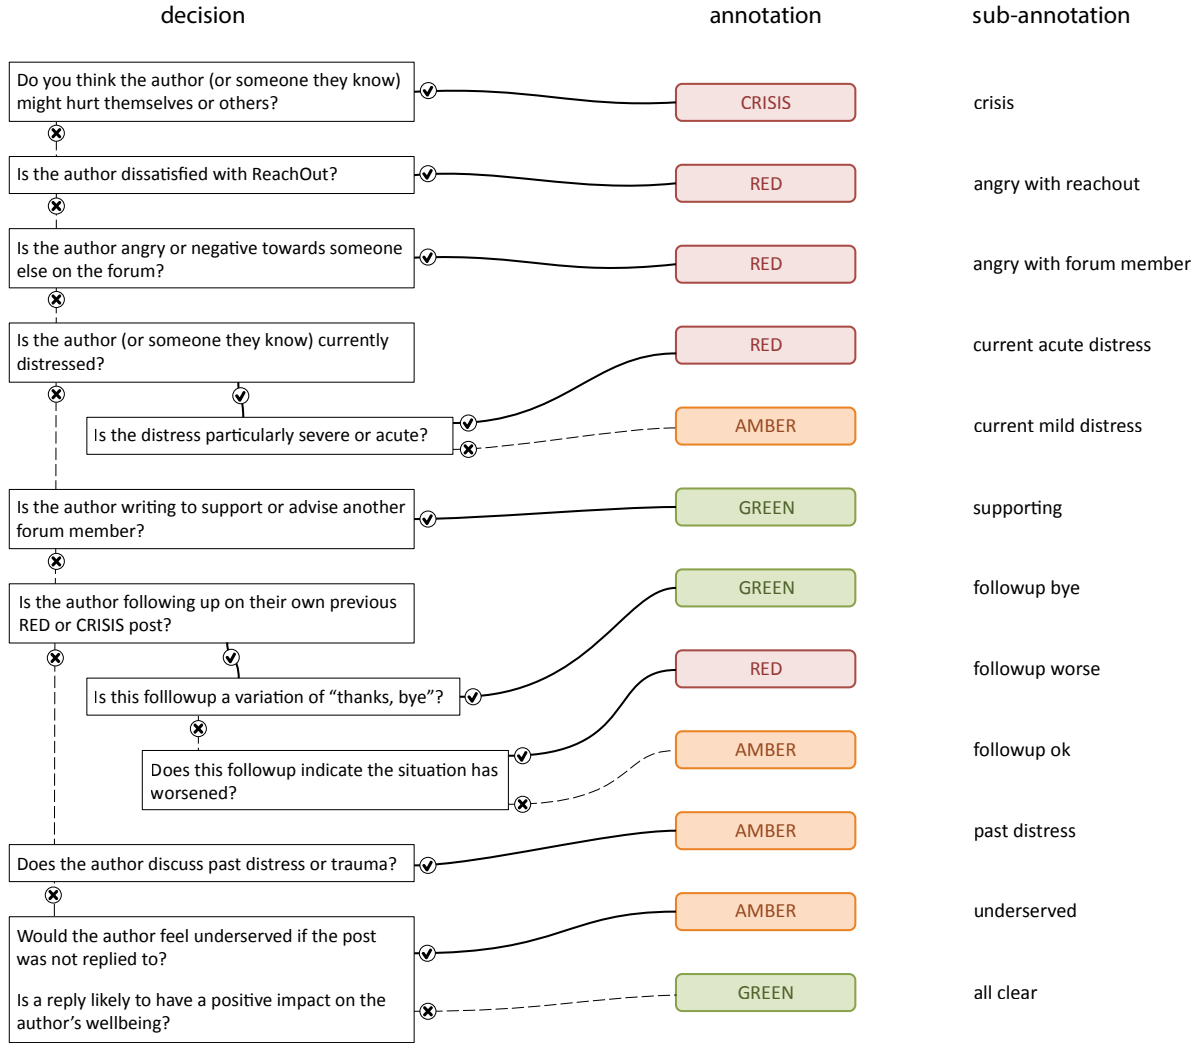 decision annotation sub-annotation
Do you think the author (or someone they know)
might hurt themselves or others?
CRISIS
crisis
Is the author dissatisfied with ReachOut?
RED
angry with reachout
Is the author angry or negative towards someone
else on the forum?
RED
angry with forum member
Is the author (or someone they know) currently
distressed?
RED
current acute distress
Is the distress particularly severe or acute?
AMBER
current mild distress
Is the author writing to support or advise another
forum member?
GREEN
supporting
Is the author following up on their own previous
RED or CRISIS post?
GREEN
followup bye
Is this folllowup a variation of “thanks, bye”?
RED
followup worse
Does this followup indicate the situation has
worsened?
AMBER
followup ok
Does the author discuss past distress or trauma?
AMBER
past distress
Would the author feel underserved if the post
was not replied to?
AMBER
underserved
Is a reply likely to have a positive impact on the
author’s wellbeing?
GREEN
all clear